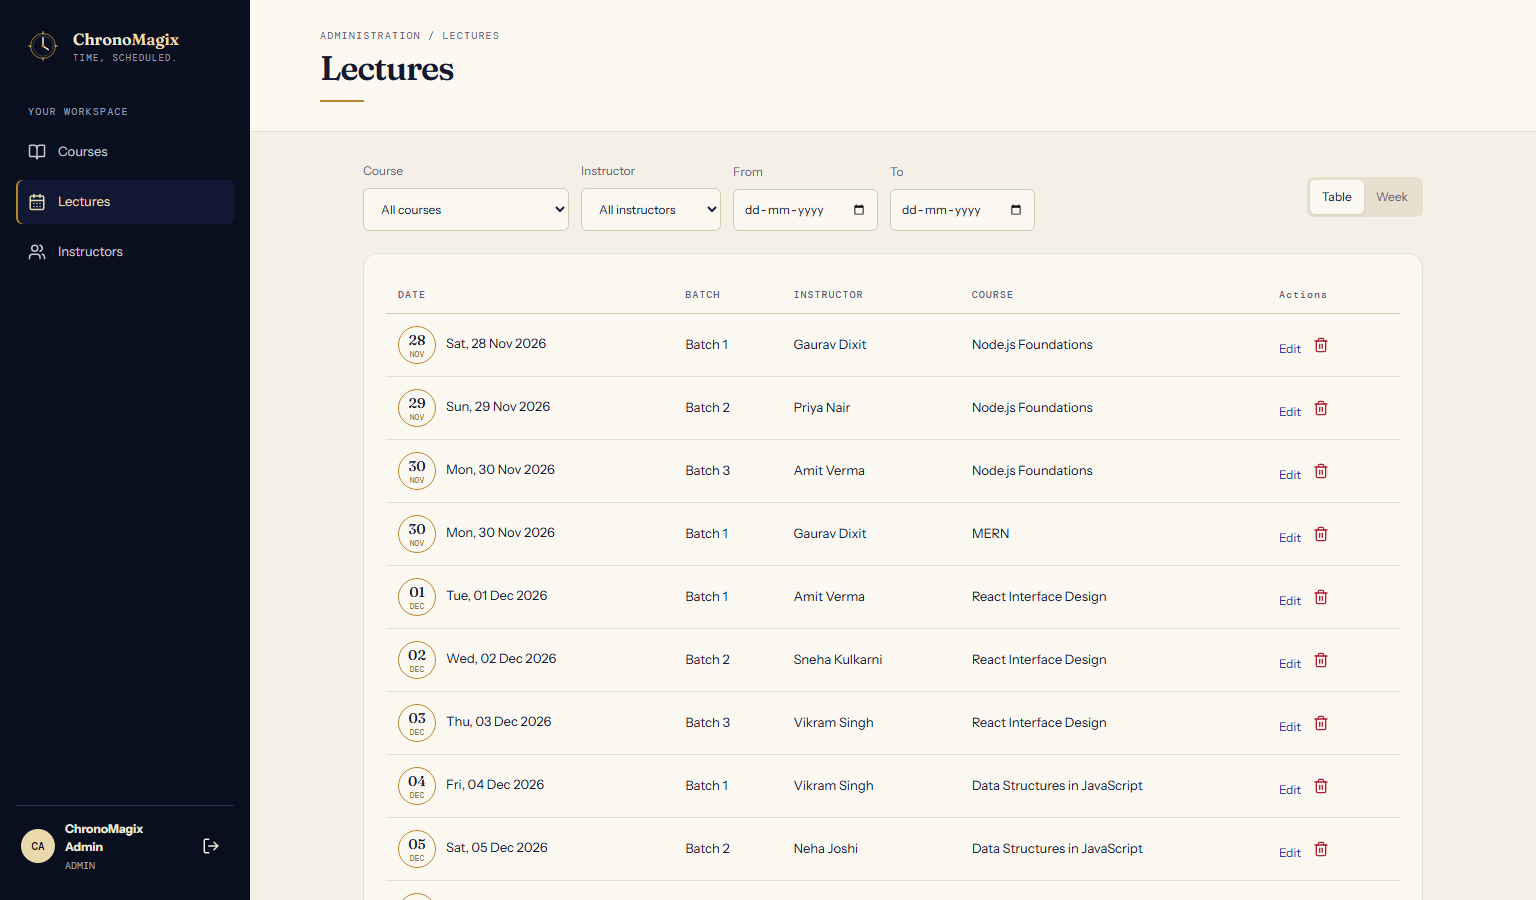 ChronoMagix
TIME, SCHEDULED.
YOUR WORKSPACE
Courses
Lectures
Instructors
ChronoMagix
Admin
ADMIN
CA
ADMINISTRATION / LECTURES
Lectures
Course Instructor From To
All courses All instructors dd-mm-yyyy dd-mm-yyyy Table Week
DATE BATCH INSTRUCTOR COURSE Actions
28 NOV Sat, 28 Nov 2026 Batch 1 Gaurav Dixit Node.js Foundations Edit
29 NOV Sun, 29 Nov 2026 Batch 2 Priya Nair Node.js Foundations Edit
30 NOV Mon, 30 Nov 2026 Batch 3 Amit Verma Node.js Foundations Edit
30 NOV Mon, 30 Nov 2026 Batch 1 Gaurav Dixit MERN Edit
01 DEC Tue, 01 Dec 2026 Batch 1 Amit Verma React Interface Design Edit
02 DEC Wed, 02 Dec 2026 Batch 2 Sneha Kulkarni React Interface Design Edit
03 DEC Thu, 03 Dec 2026 Batch 3 Vikram Singh React Interface Design Edit
04 DEC Fri, 04 Dec 2026 Batch 1 Vikram Singh Data Structures in JavaScript Edit
05 DEC Sat, 05 Dec 2026 Batch 2 Neha Joshi Data Structures in JavaScript Edit